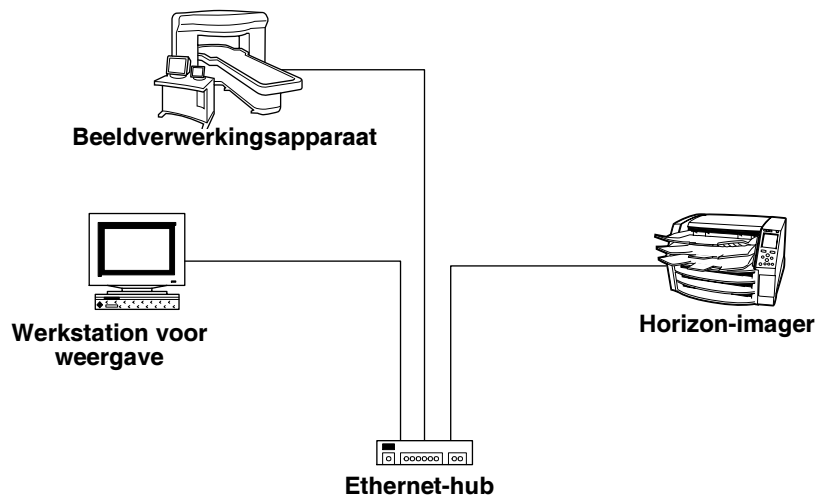 Beeldverwerkingsapparaat
Werkstation voor
weergave
Horizon-imager
Ethernet-hub